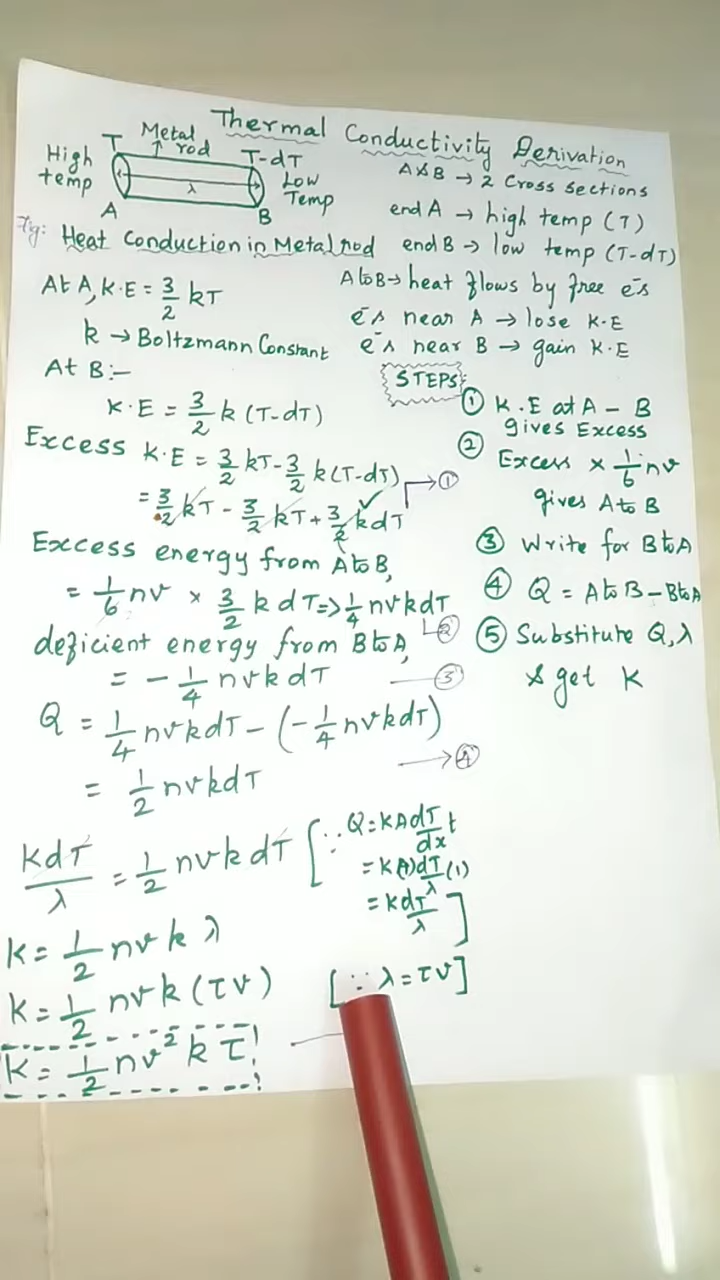 Thermal Conductivity Derivation
High temp
T
Metal rod
T-dT
Low Temp
λ
A
B
Fig: Heat Conduction in Metal rod
A&B → 2 Cross sections
end A → high temp (T)
end B → low temp (T-dT)
A to B → heat flows by free e⁻s
e⁻s near A → lose K.E
e⁻s near B → gain K.E
At A, K.E = 3/2 kT
k → Boltzmann Constant
At B:-
K.E = 3/2 k (T-dT)
Excess K.E = 3/2 kT - 3/2 k(T-dT)
= 3/2 kT - 3/2 kT + 3/2 kdT → ①
Excess energy from A to B,
= 1/6 nv × 3/2 k dT => 1/4 nvkdT ②
deficient energy from B to A,
= - 1/4 nvkdT — ③
Q = 1/4 nvkdT - (-1/4 nvkdT)
= 1/2 nvkdT → ④
KdT/λ = 1/2 nvkdT [∵ Q = KAdT/dx t
= K(1)dT/λ (1)
= KdT/λ ]
K = 1/2 nvk λ
K = 1/2 nvk (τv) [∵ λ = τv]
K = 1/2 nv² k τ
STEPS:
① K.E at A - B
gives Excess
② Excess × 1/6 nv
gives A to B
③ Write for B to A
④ Q = A to B - B to A
⑤ Substitute Q, λ
& get K